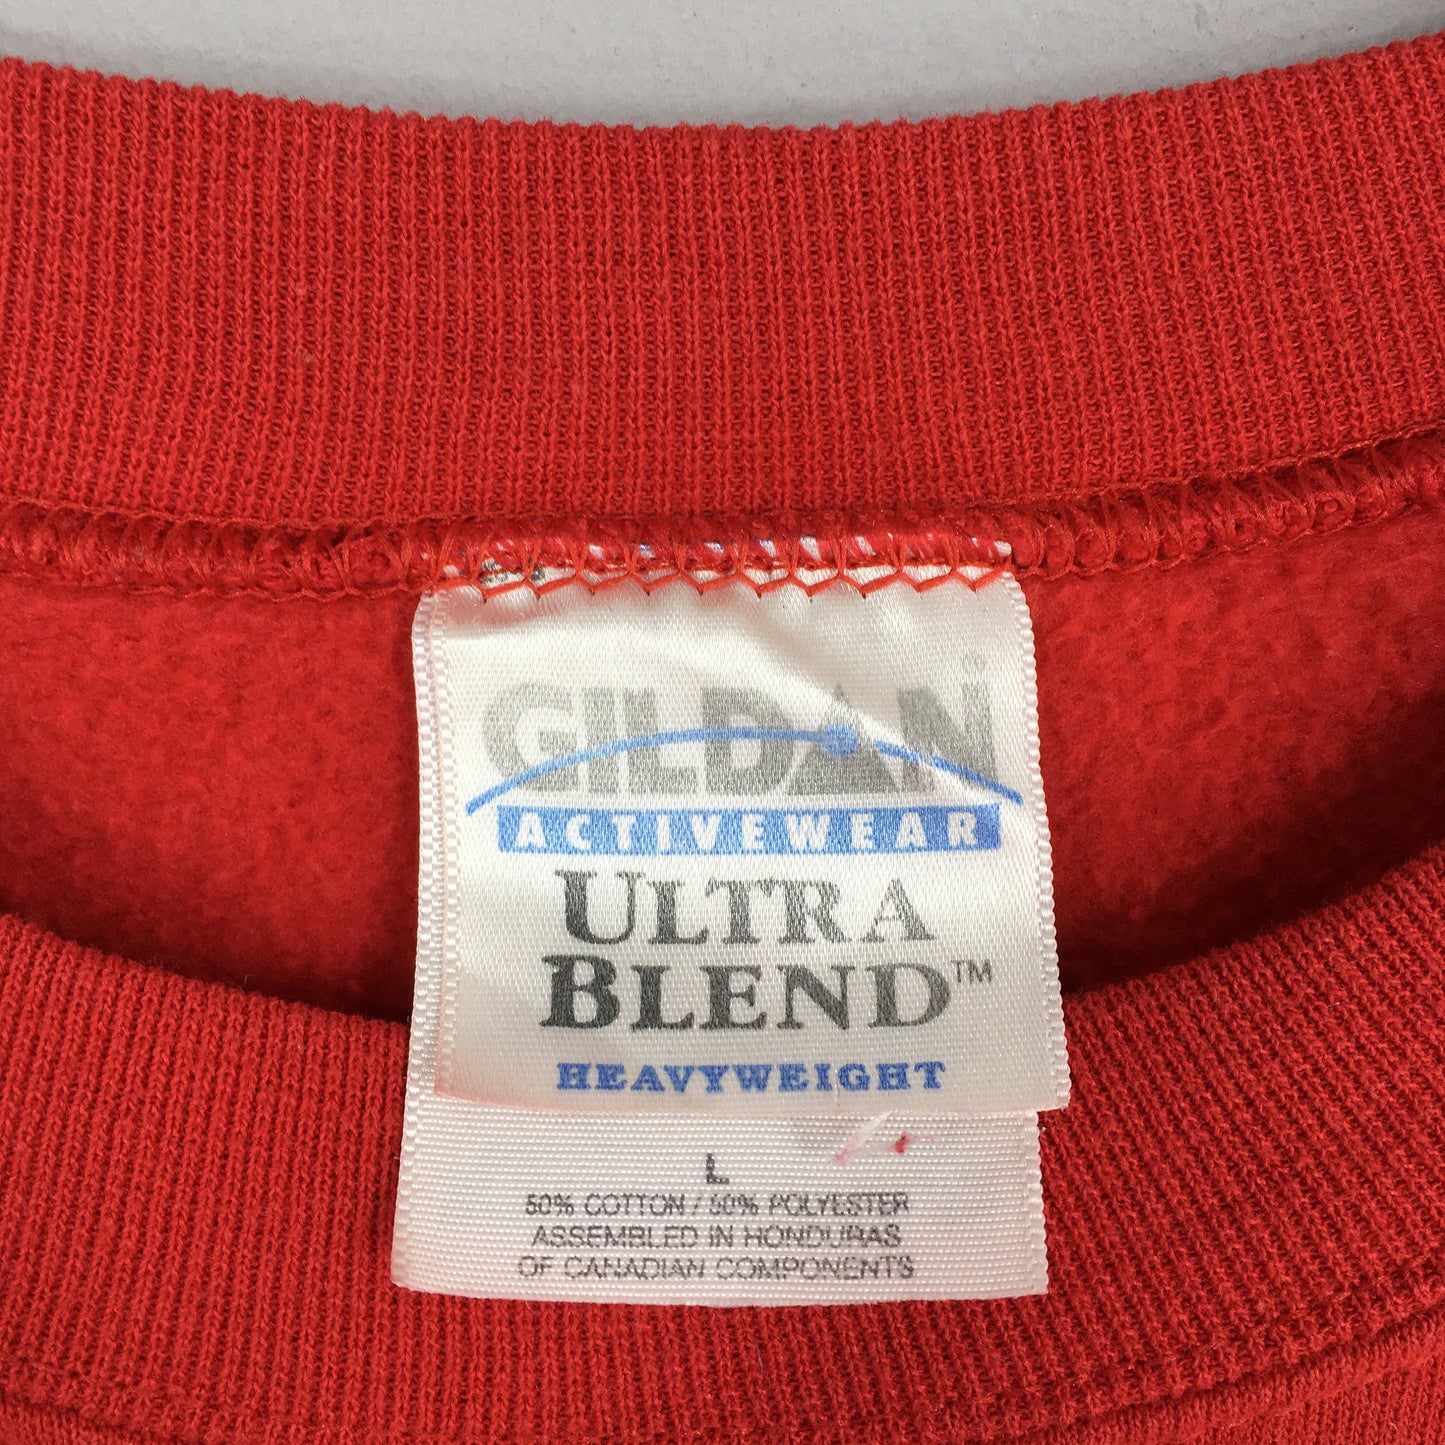 GILDAN®
ACTIVEWEAR
ULTRA
BLEND™
HEAVYWEIGHT
L
50% COTTON / 50% POLYESTER
ASSEMBLED IN HONDURAS
OF CANADIAN COMPONENTS